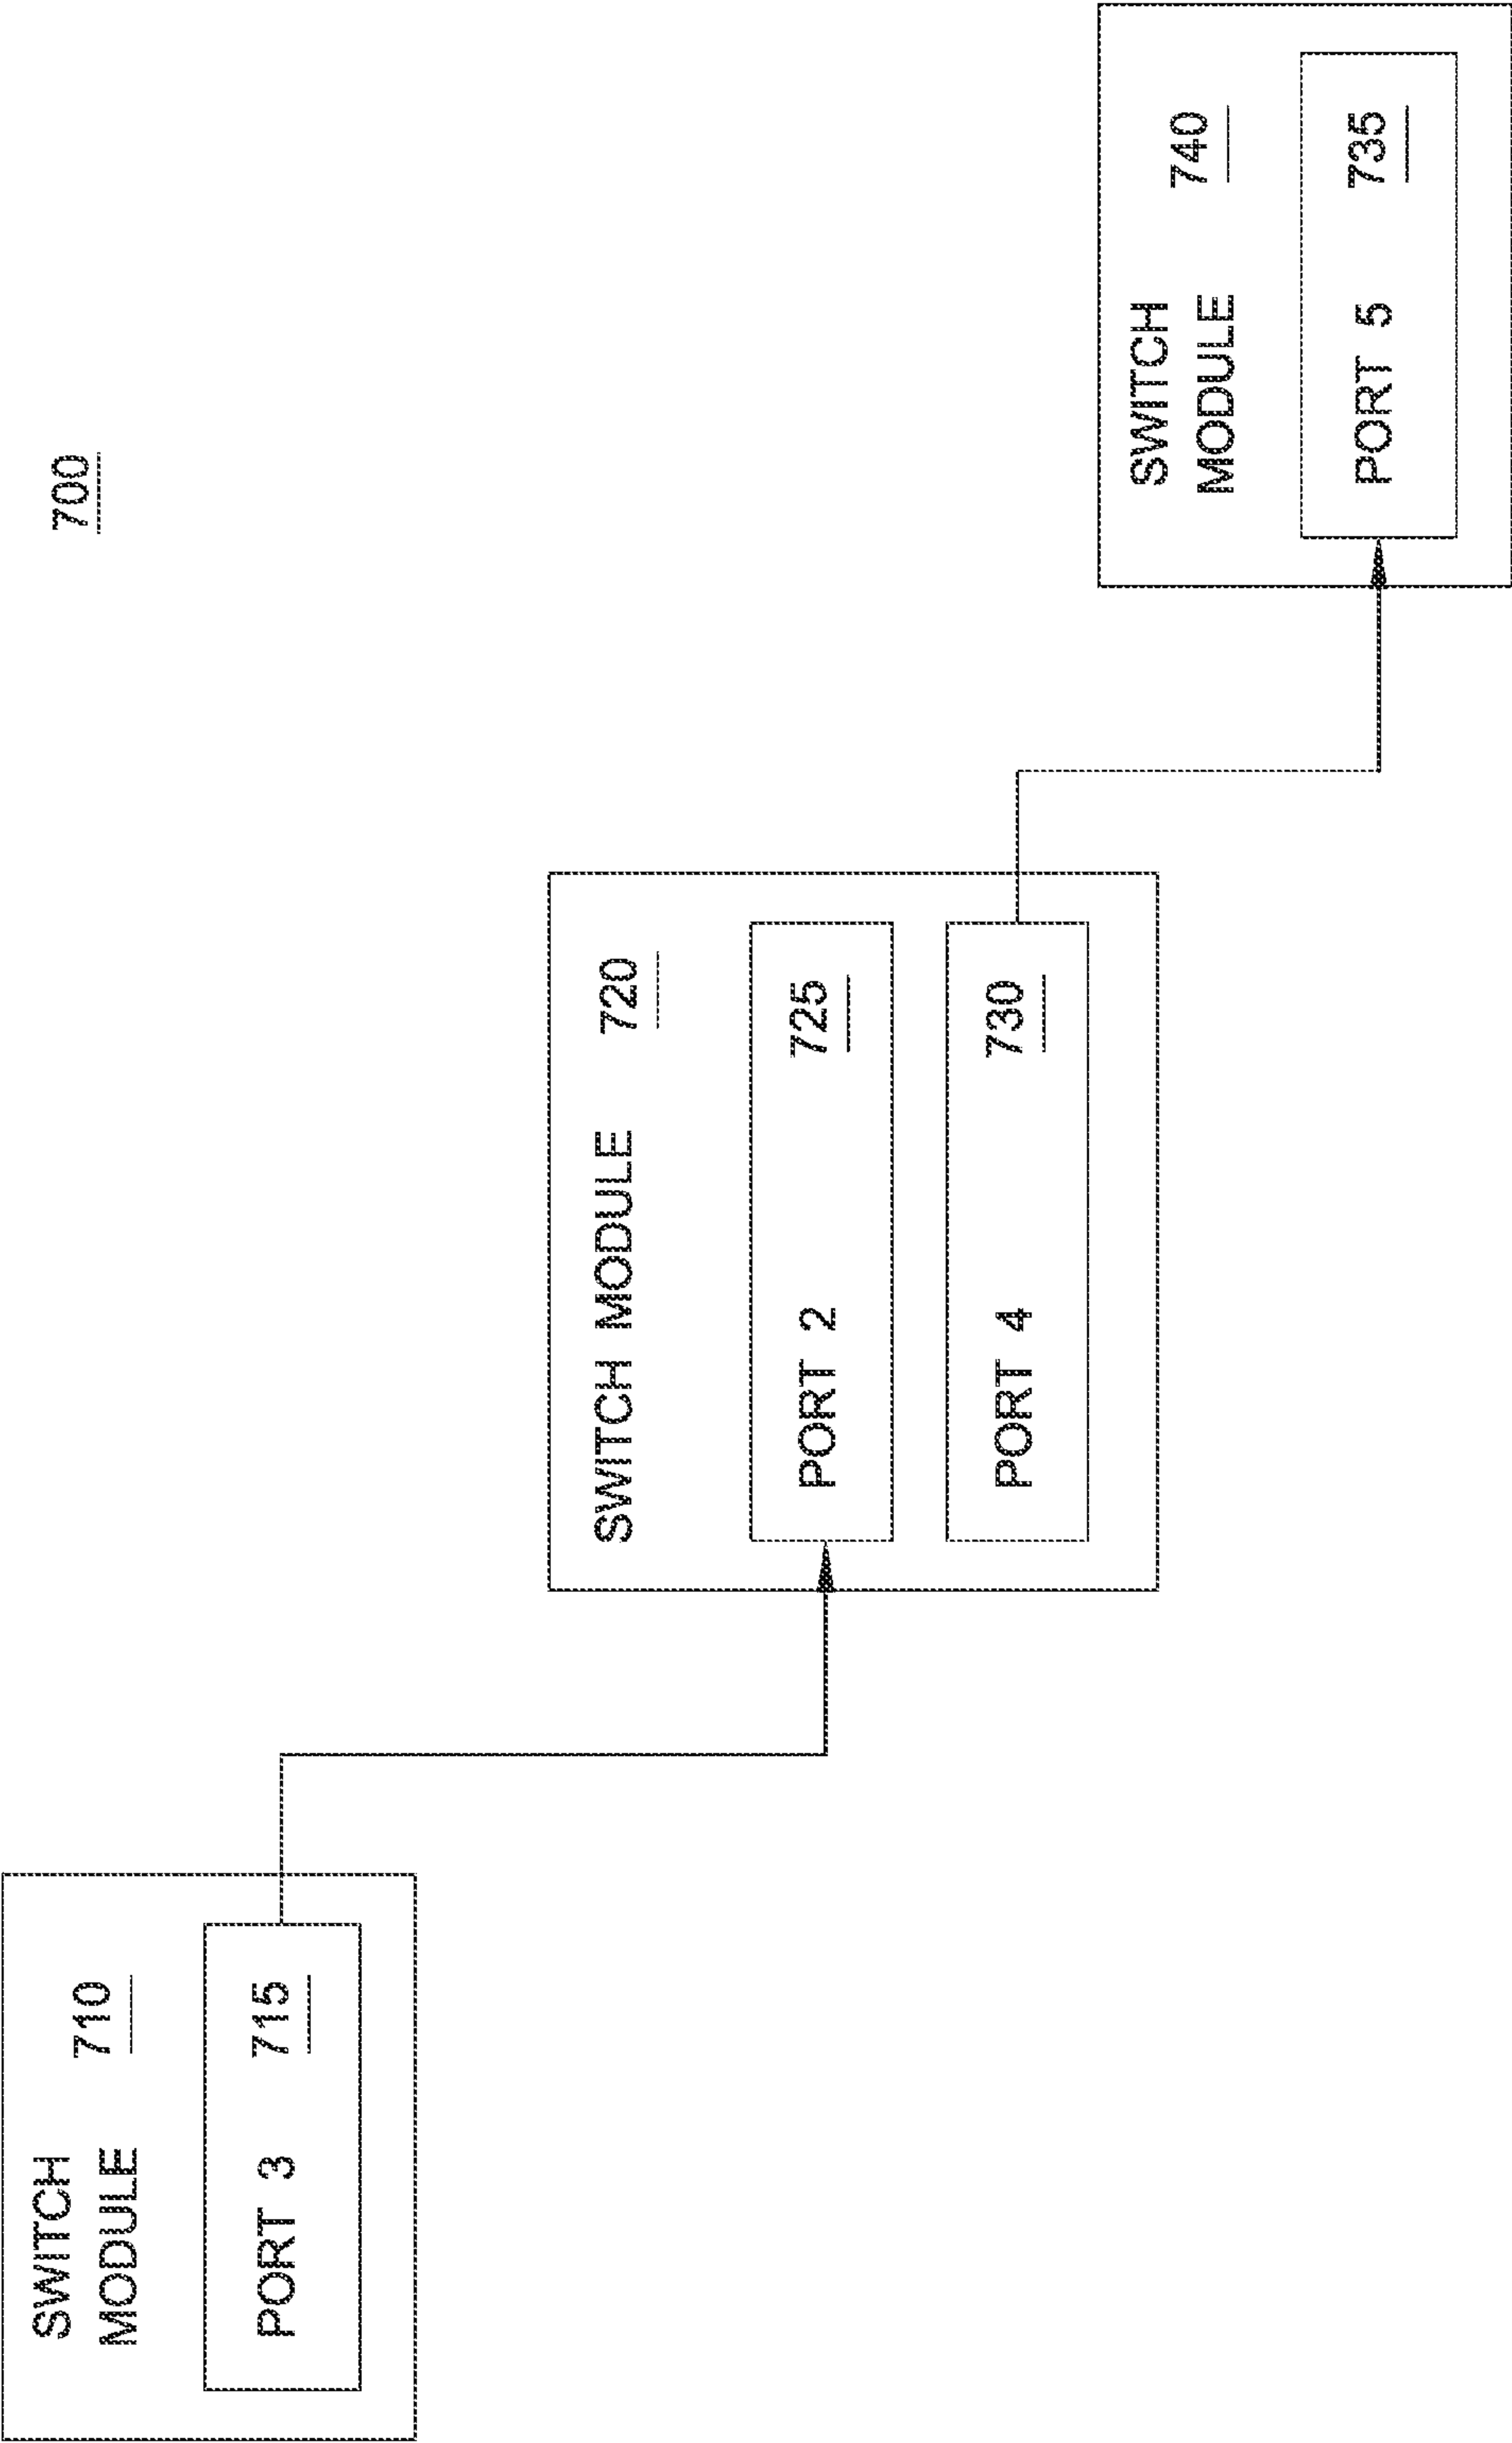 700
SWITCH
MODULE 710
PORT 3 715
SWITCH MODULE 720
PORT 2 725
PORT 4 730
SWITCH
MODULE 740
PORT 5 735